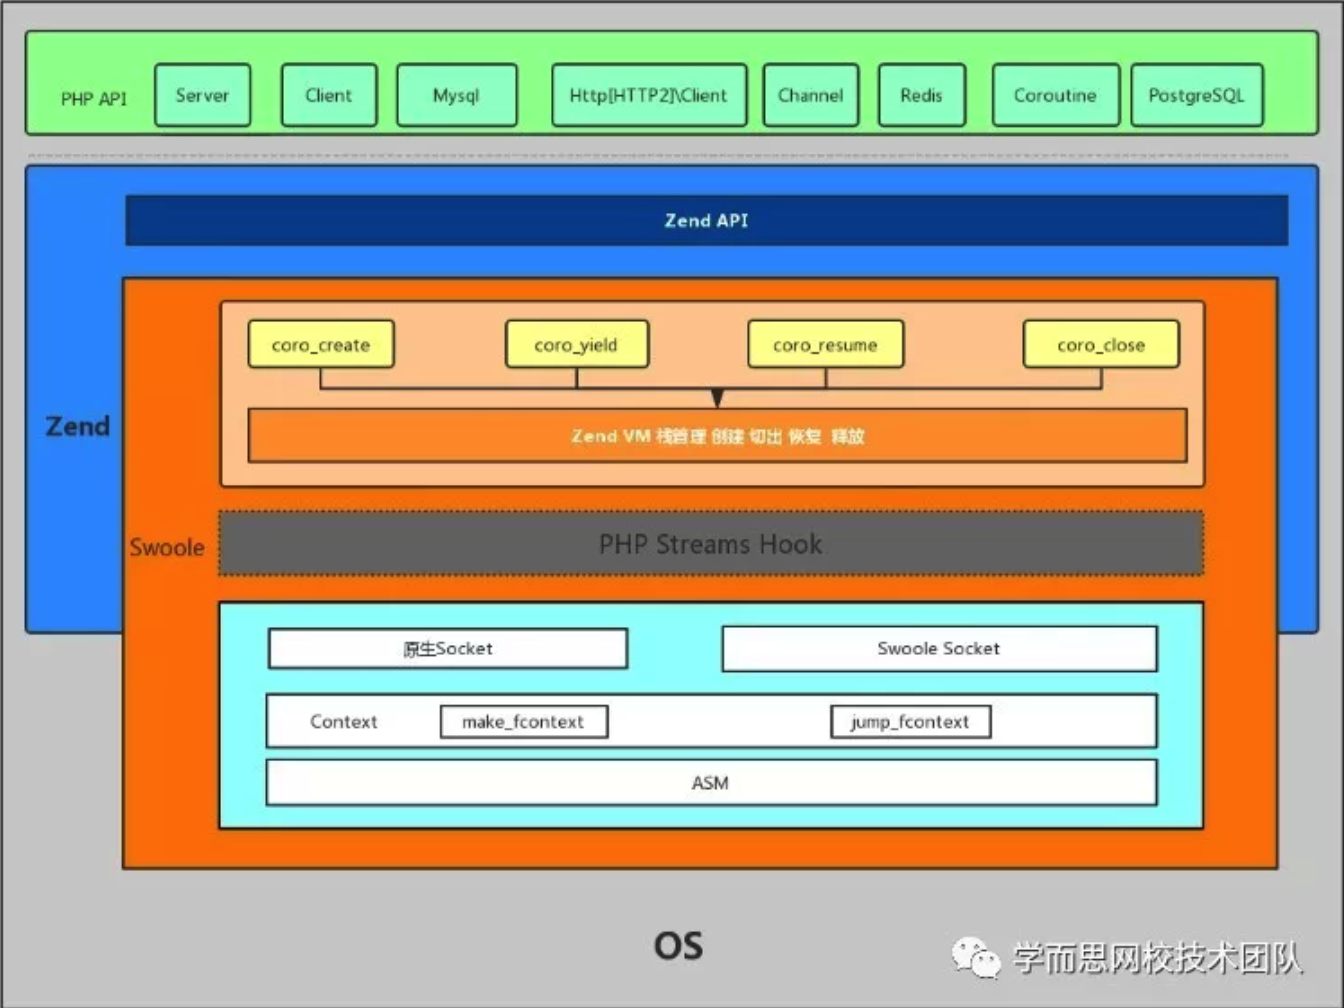 PHP API
Server
Client
Mysql
Http[HTTP2]\Client
Channel
Redis
Coroutine
PostgreSQL
Zend API
Zend
coro_create
coro_yield
coro_resume
coro_close
Zend VM 栈管理 创建 切出 恢复 释放
Swoole
PHP Streams Hook
原生Socket
Swoole Socket
Context
make_fcontext
jump_fcontext
ASM
OS
学而思网校技术团队